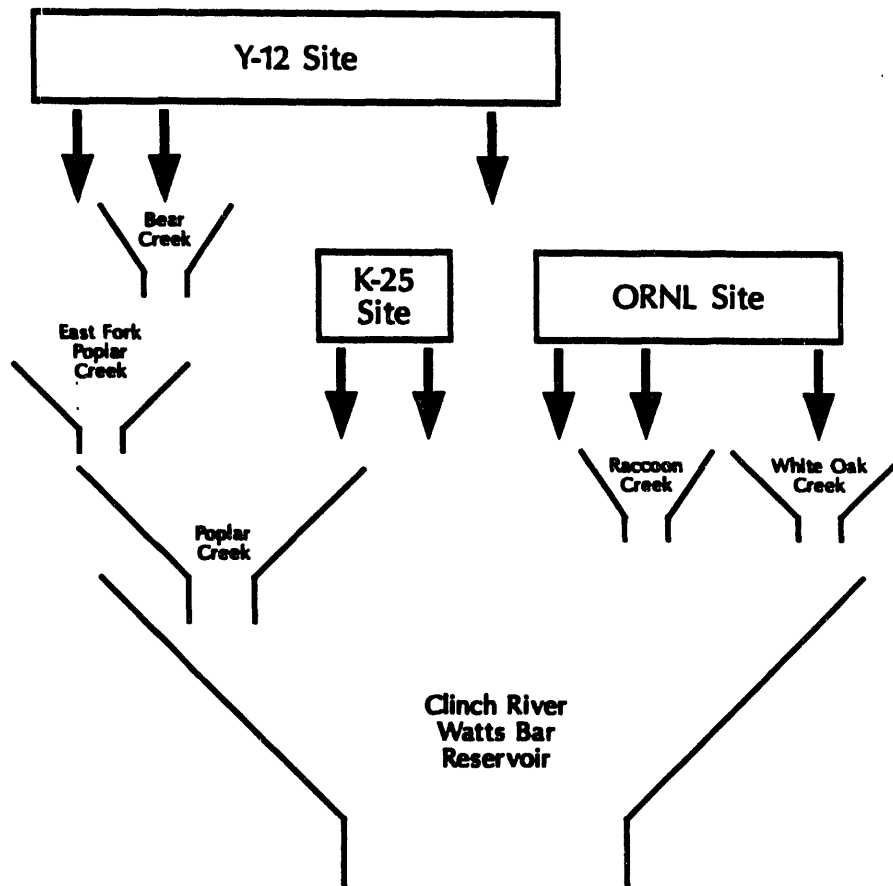 Y-12 Site
Bear
Creek
K-25
Site
ORNL Site
East Fork
Poplar
Creek
Raccoon
Creek
White Oak
Creek
Poplar
Creek
Clinch River
Watts Bar
Reservoir